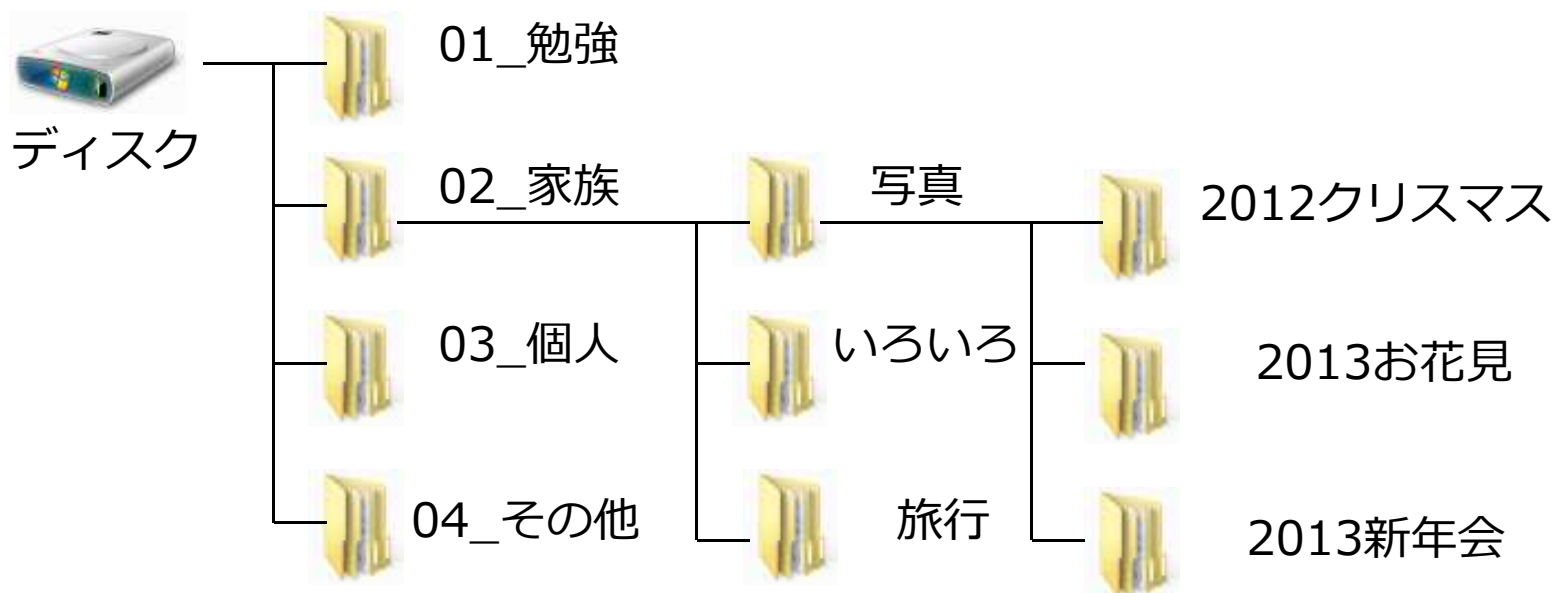 01_勉強
ディスク
02_家族
写真
2012クリスマス
03_個人
いろいろ
2013お花見
04_その他
旅行
2013新年会